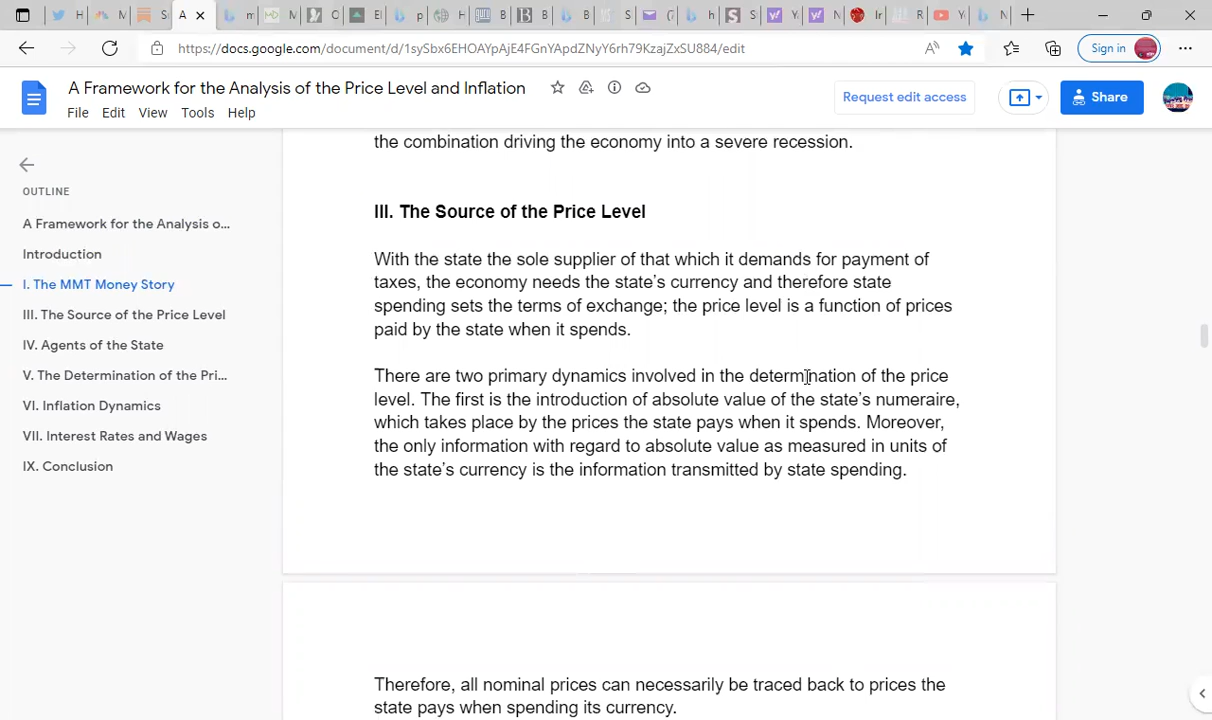 https://docs.google.com/document/d/1sySbx6EHOAYpAjE4FGnYApdZNyY6rh79KzajZxSU884/edit
Sign in
A Framework for the Analysis of the Price Level and Inflation
File Edit View Tools Help
Request edit access
Share
OUTLINE
A Framework for the Analysis o...
Introduction
I. The MMT Money Story
III. The Source of the Price Level
IV. Agents of the State
V. The Determination of the Pri...
VI. Inflation Dynamics
VII. Interest Rates and Wages
IX. Conclusion
the combination driving the economy into a severe recession.
III. The Source of the Price Level
With the state the sole supplier of that which it demands for payment of
taxes, the economy needs the state's currency and therefore state
spending sets the terms of exchange; the price level is a function of prices
paid by the state when it spends.
There are two primary dynamics involved in the determination of the price
level. The first is the introduction of absolute value of the state's numeraire,
which takes place by the prices the state pays when it spends. Moreover,
the only information with regard to absolute value as measured in units of
the state's currency is the information transmitted by state spending.
Therefore, all nominal prices can necessarily be traced back to prices the
state pays when spending its currency.